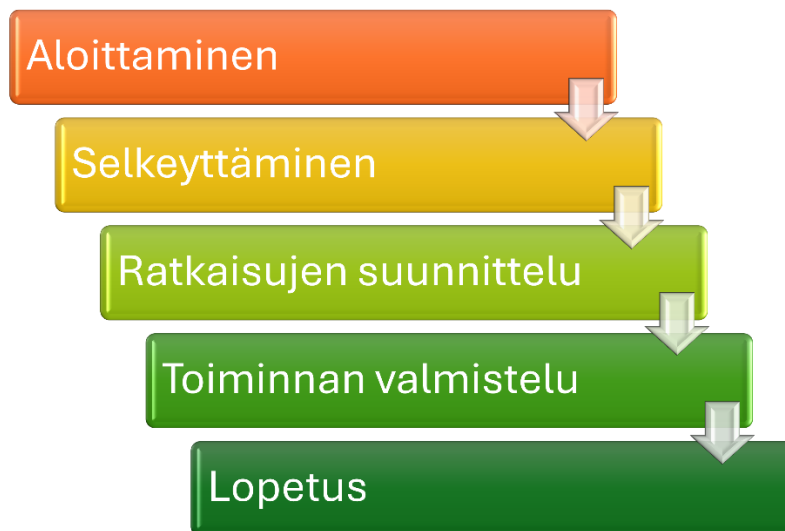 Aloittaminen
Selkeyttäminen
Ratkaisujen suunnittelu
Toiminnan valmistelu
Lopetus